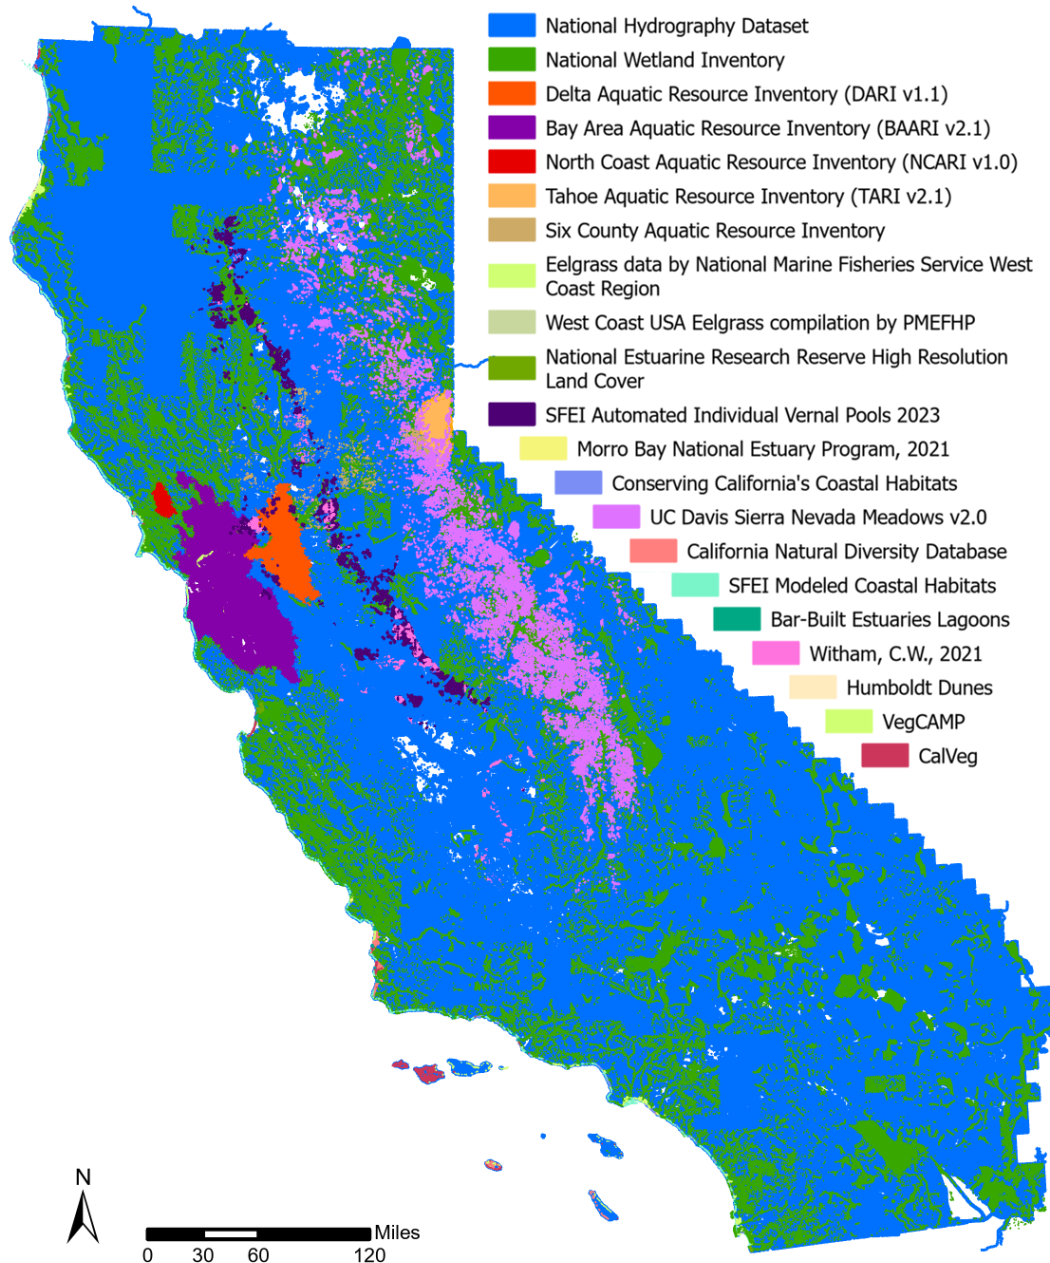 National Hydrography Dataset
National Wetland Inventory
Delta Aquatic Resource Inventory (DARI v1.1)
Bay Area Aquatic Resource Inventory (BAARI v2.1)
North Coast Aquatic Resource Inventory (NCARI v1.0)
Tahoe Aquatic Resource Inventory (TARI v2.1)
Six County Aquatic Resource Inventory
Eelgrass data by National Marine Fisheries Service West
Coast Region
West Coast USA Eelgrass compilation by PMEFHP
National Estuarine Research Reserve High Resolution
Land Cover
SFEI Automated Individual Vernal Pools 2023
Morro Bay National Estuary Program, 2021
Conserving California's Coastal Habitats
UC Davis Sierra Nevada Meadows v2.0
California Natural Diversity Database
SFEI Modeled Coastal Habitats
Bar-Built Estuaries Lagoons
Witham, C.W., 2021
Humboldt Dunes
VegCAMP
CalVeg
N
Miles
0 30 60 120